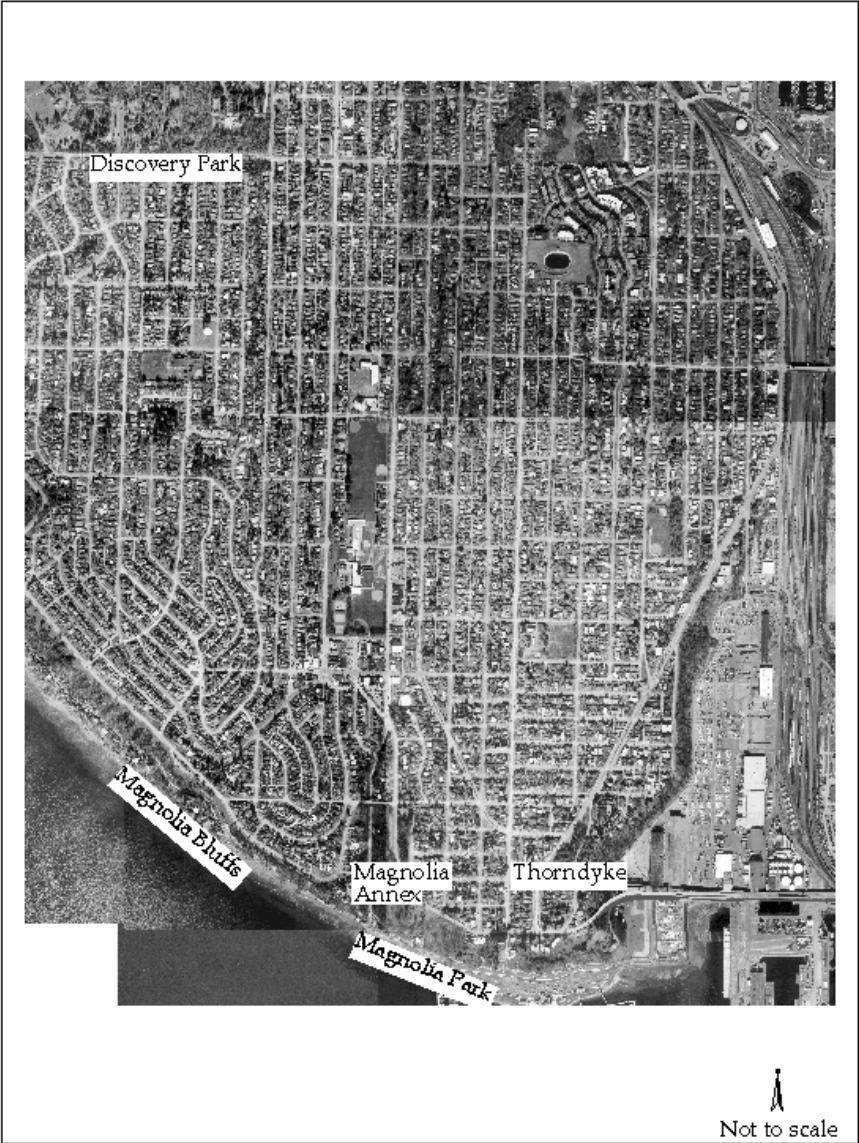 Discovery Park
Magnolia Bluffs
Magnolia
Annex
Thorndyke
Magnolia Park
Not to scale